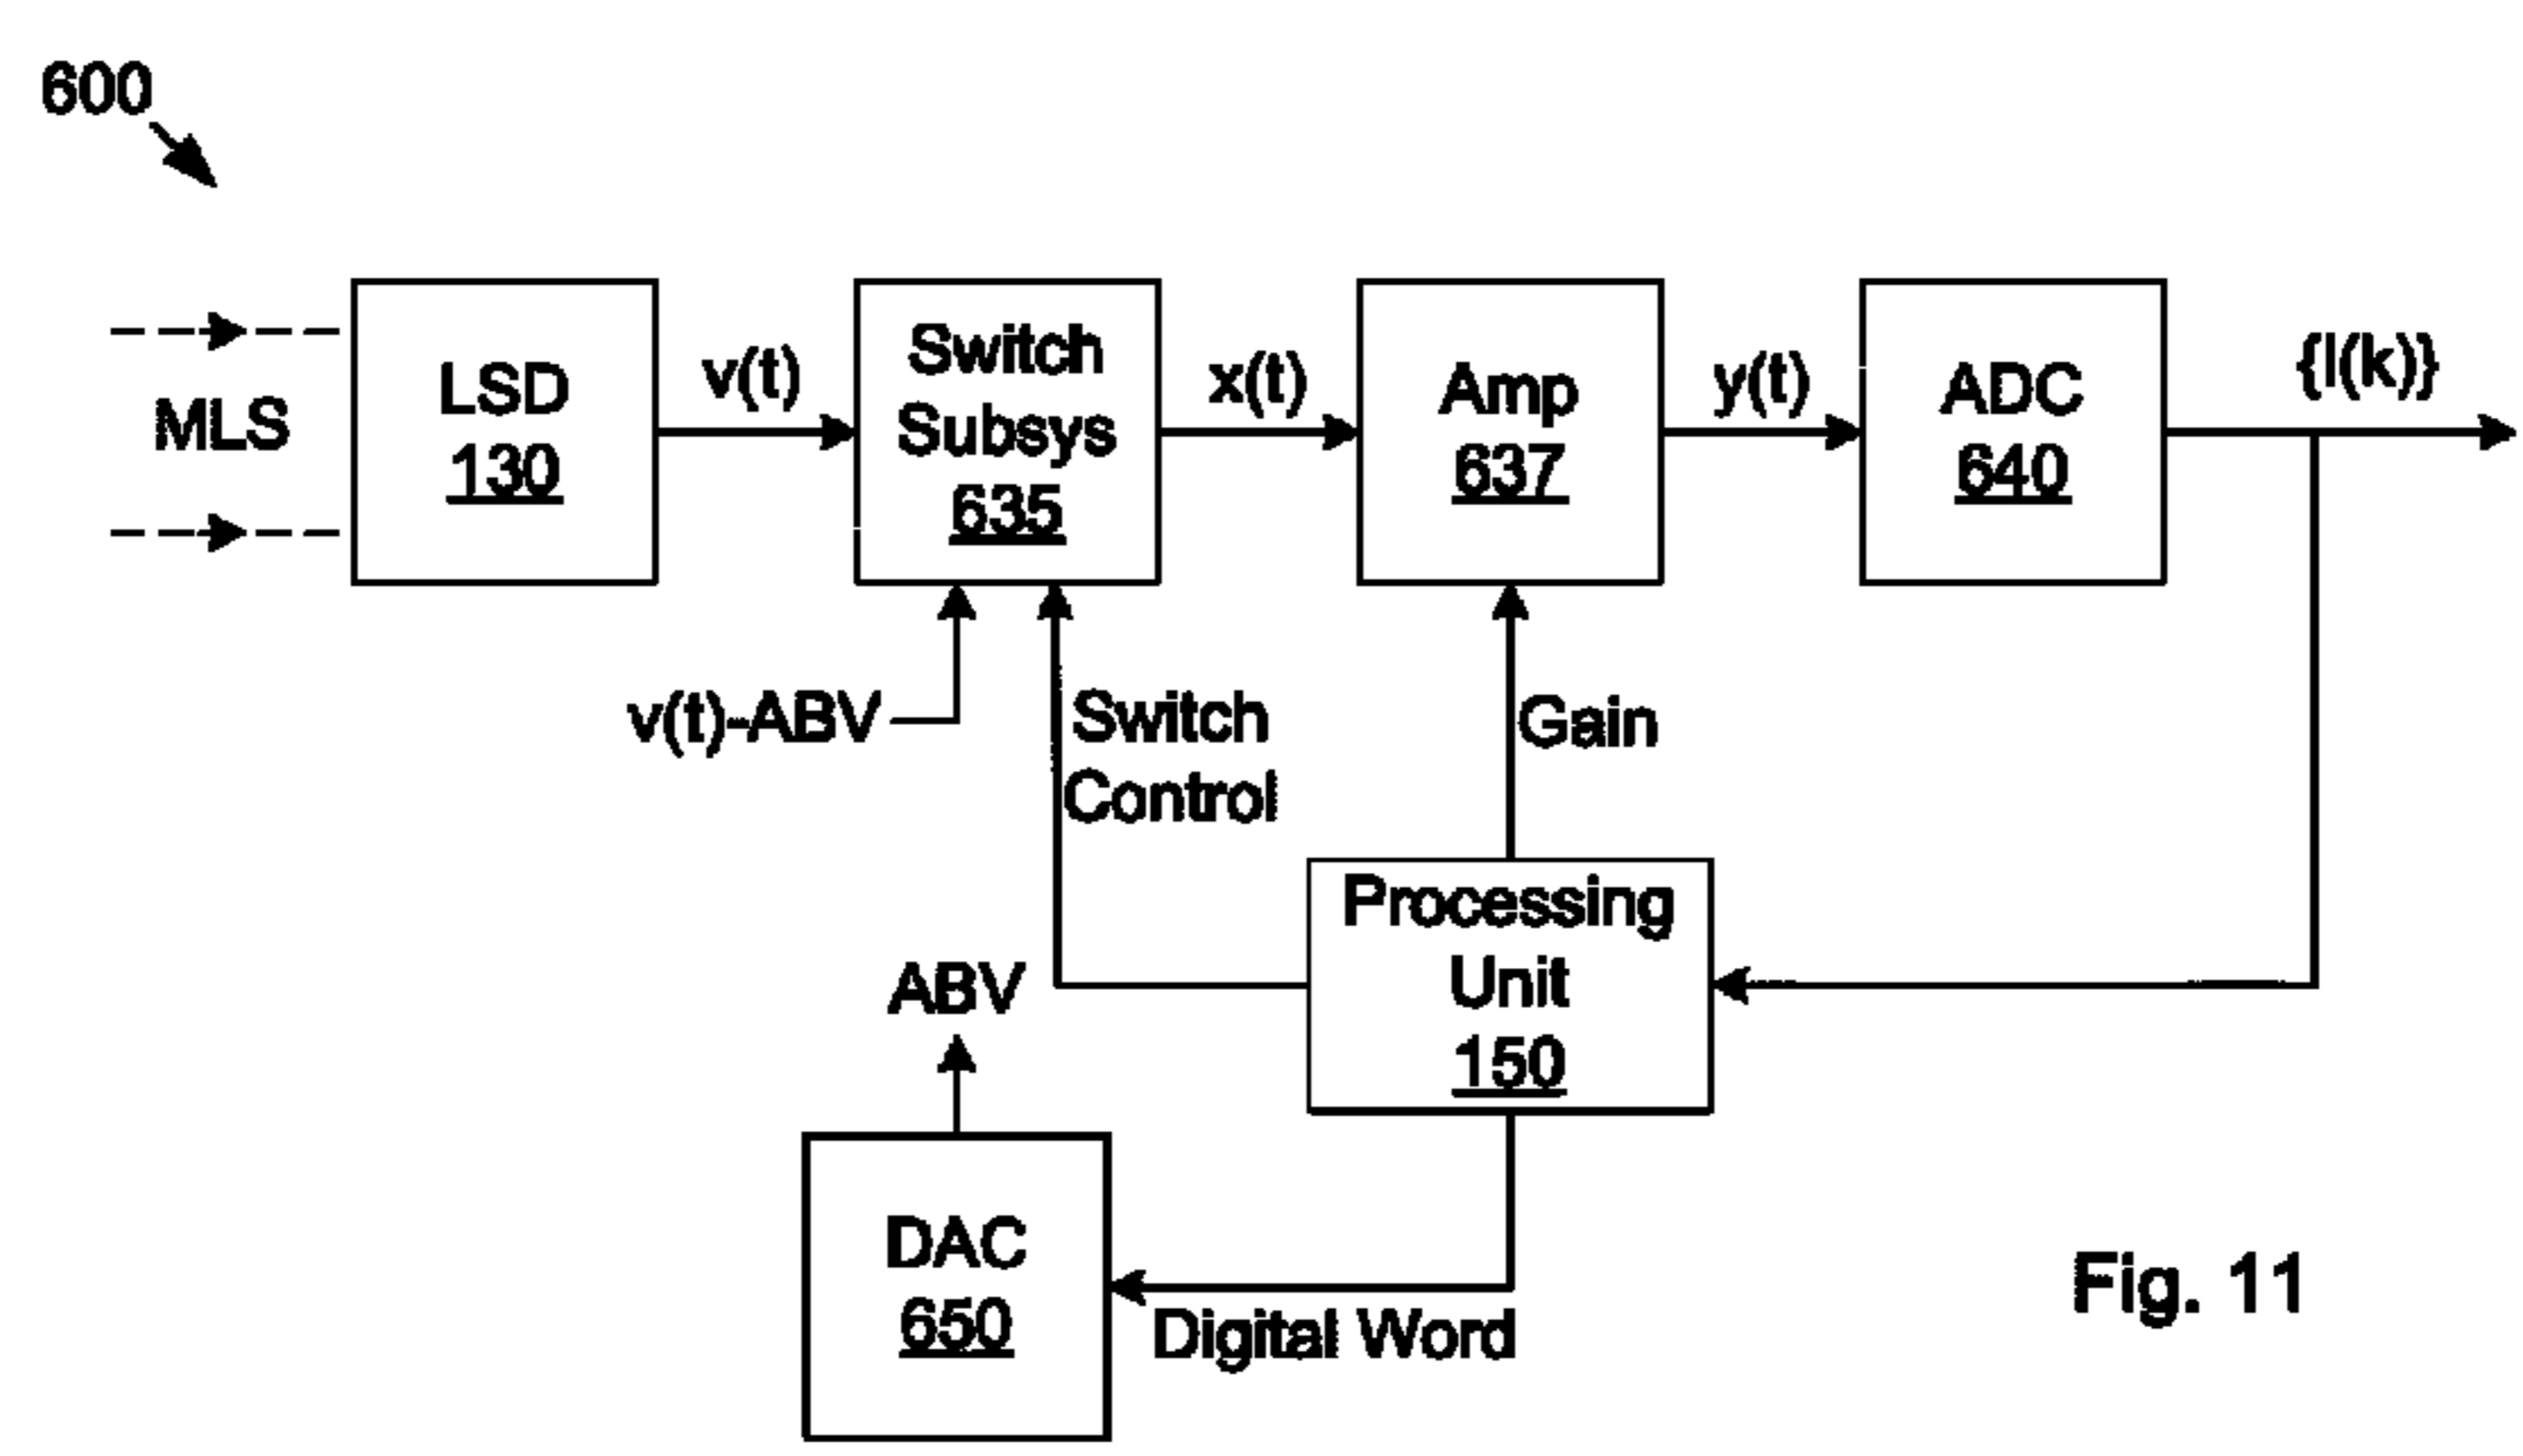 600
MLS
LSD
130
v(t)
Switch
Subsys
635
x(t)
Amp
637
y(t)
ADC
640
{I(k)}
v(t)-ABV
Switch
Control
Gain
Processing
Unit
150
ABV
DAC
650
Digital Word
Fig. 11